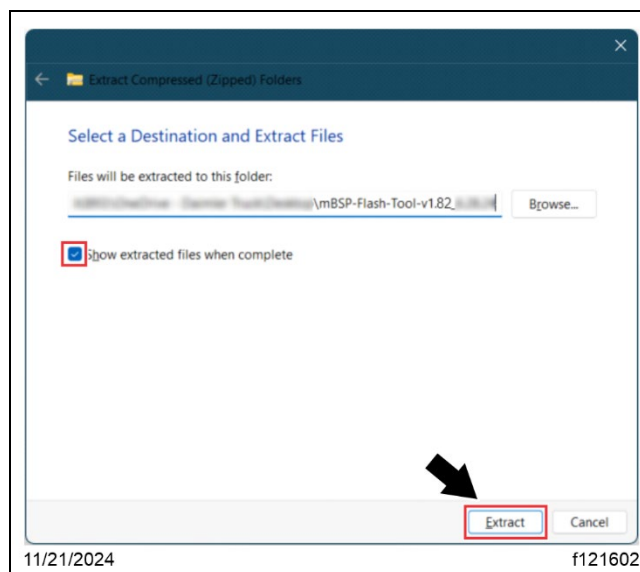 Extract Compressed (Zipped) Folders
Select a Destination and Extract Files
Files will be extracted to this folder:
\mBSP-Flash-Tool-v1.82_
Browse...
Show extracted files when complete
Extract
Cancel
11/21/2024
f121602